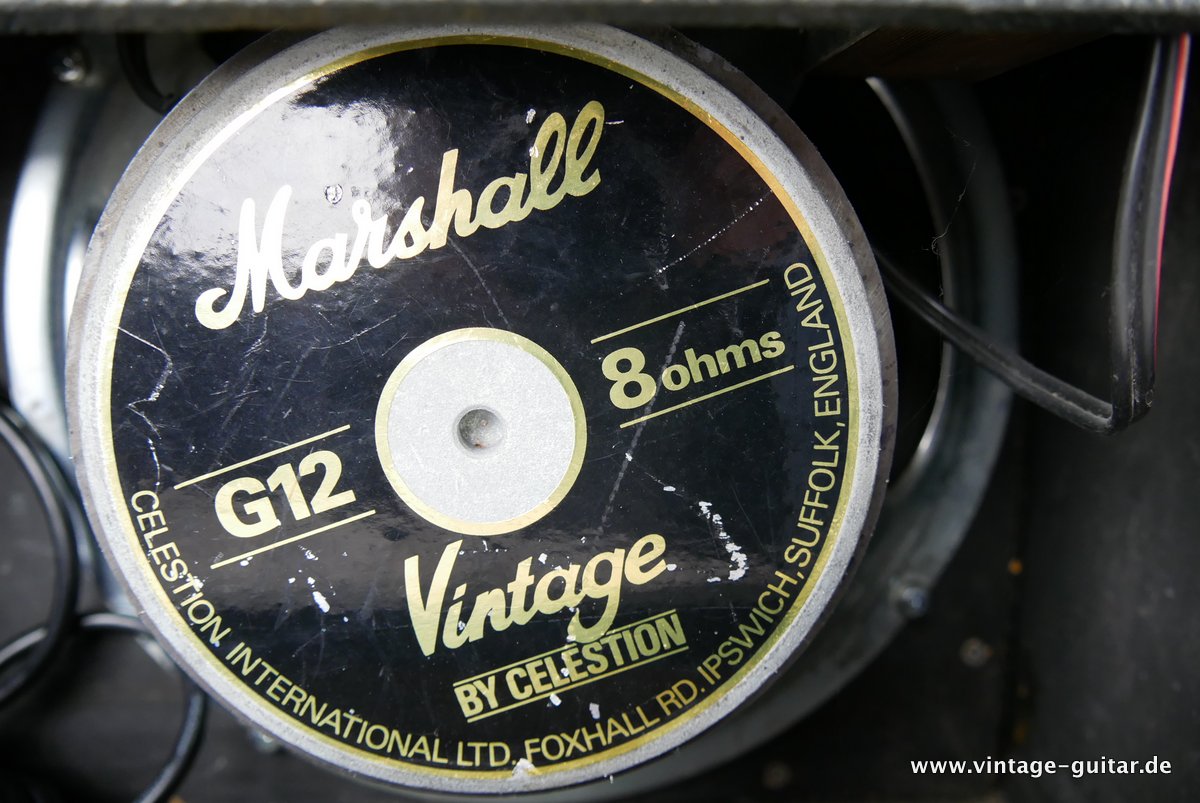 Marshall
8 ohms
G12
Vintage
BY CELESTION
CELESTION INTERNATIONAL LTD. FOXHALL RD. IPSWICH, SUFFOLK, ENGLAND
www.vintage-guitar.de